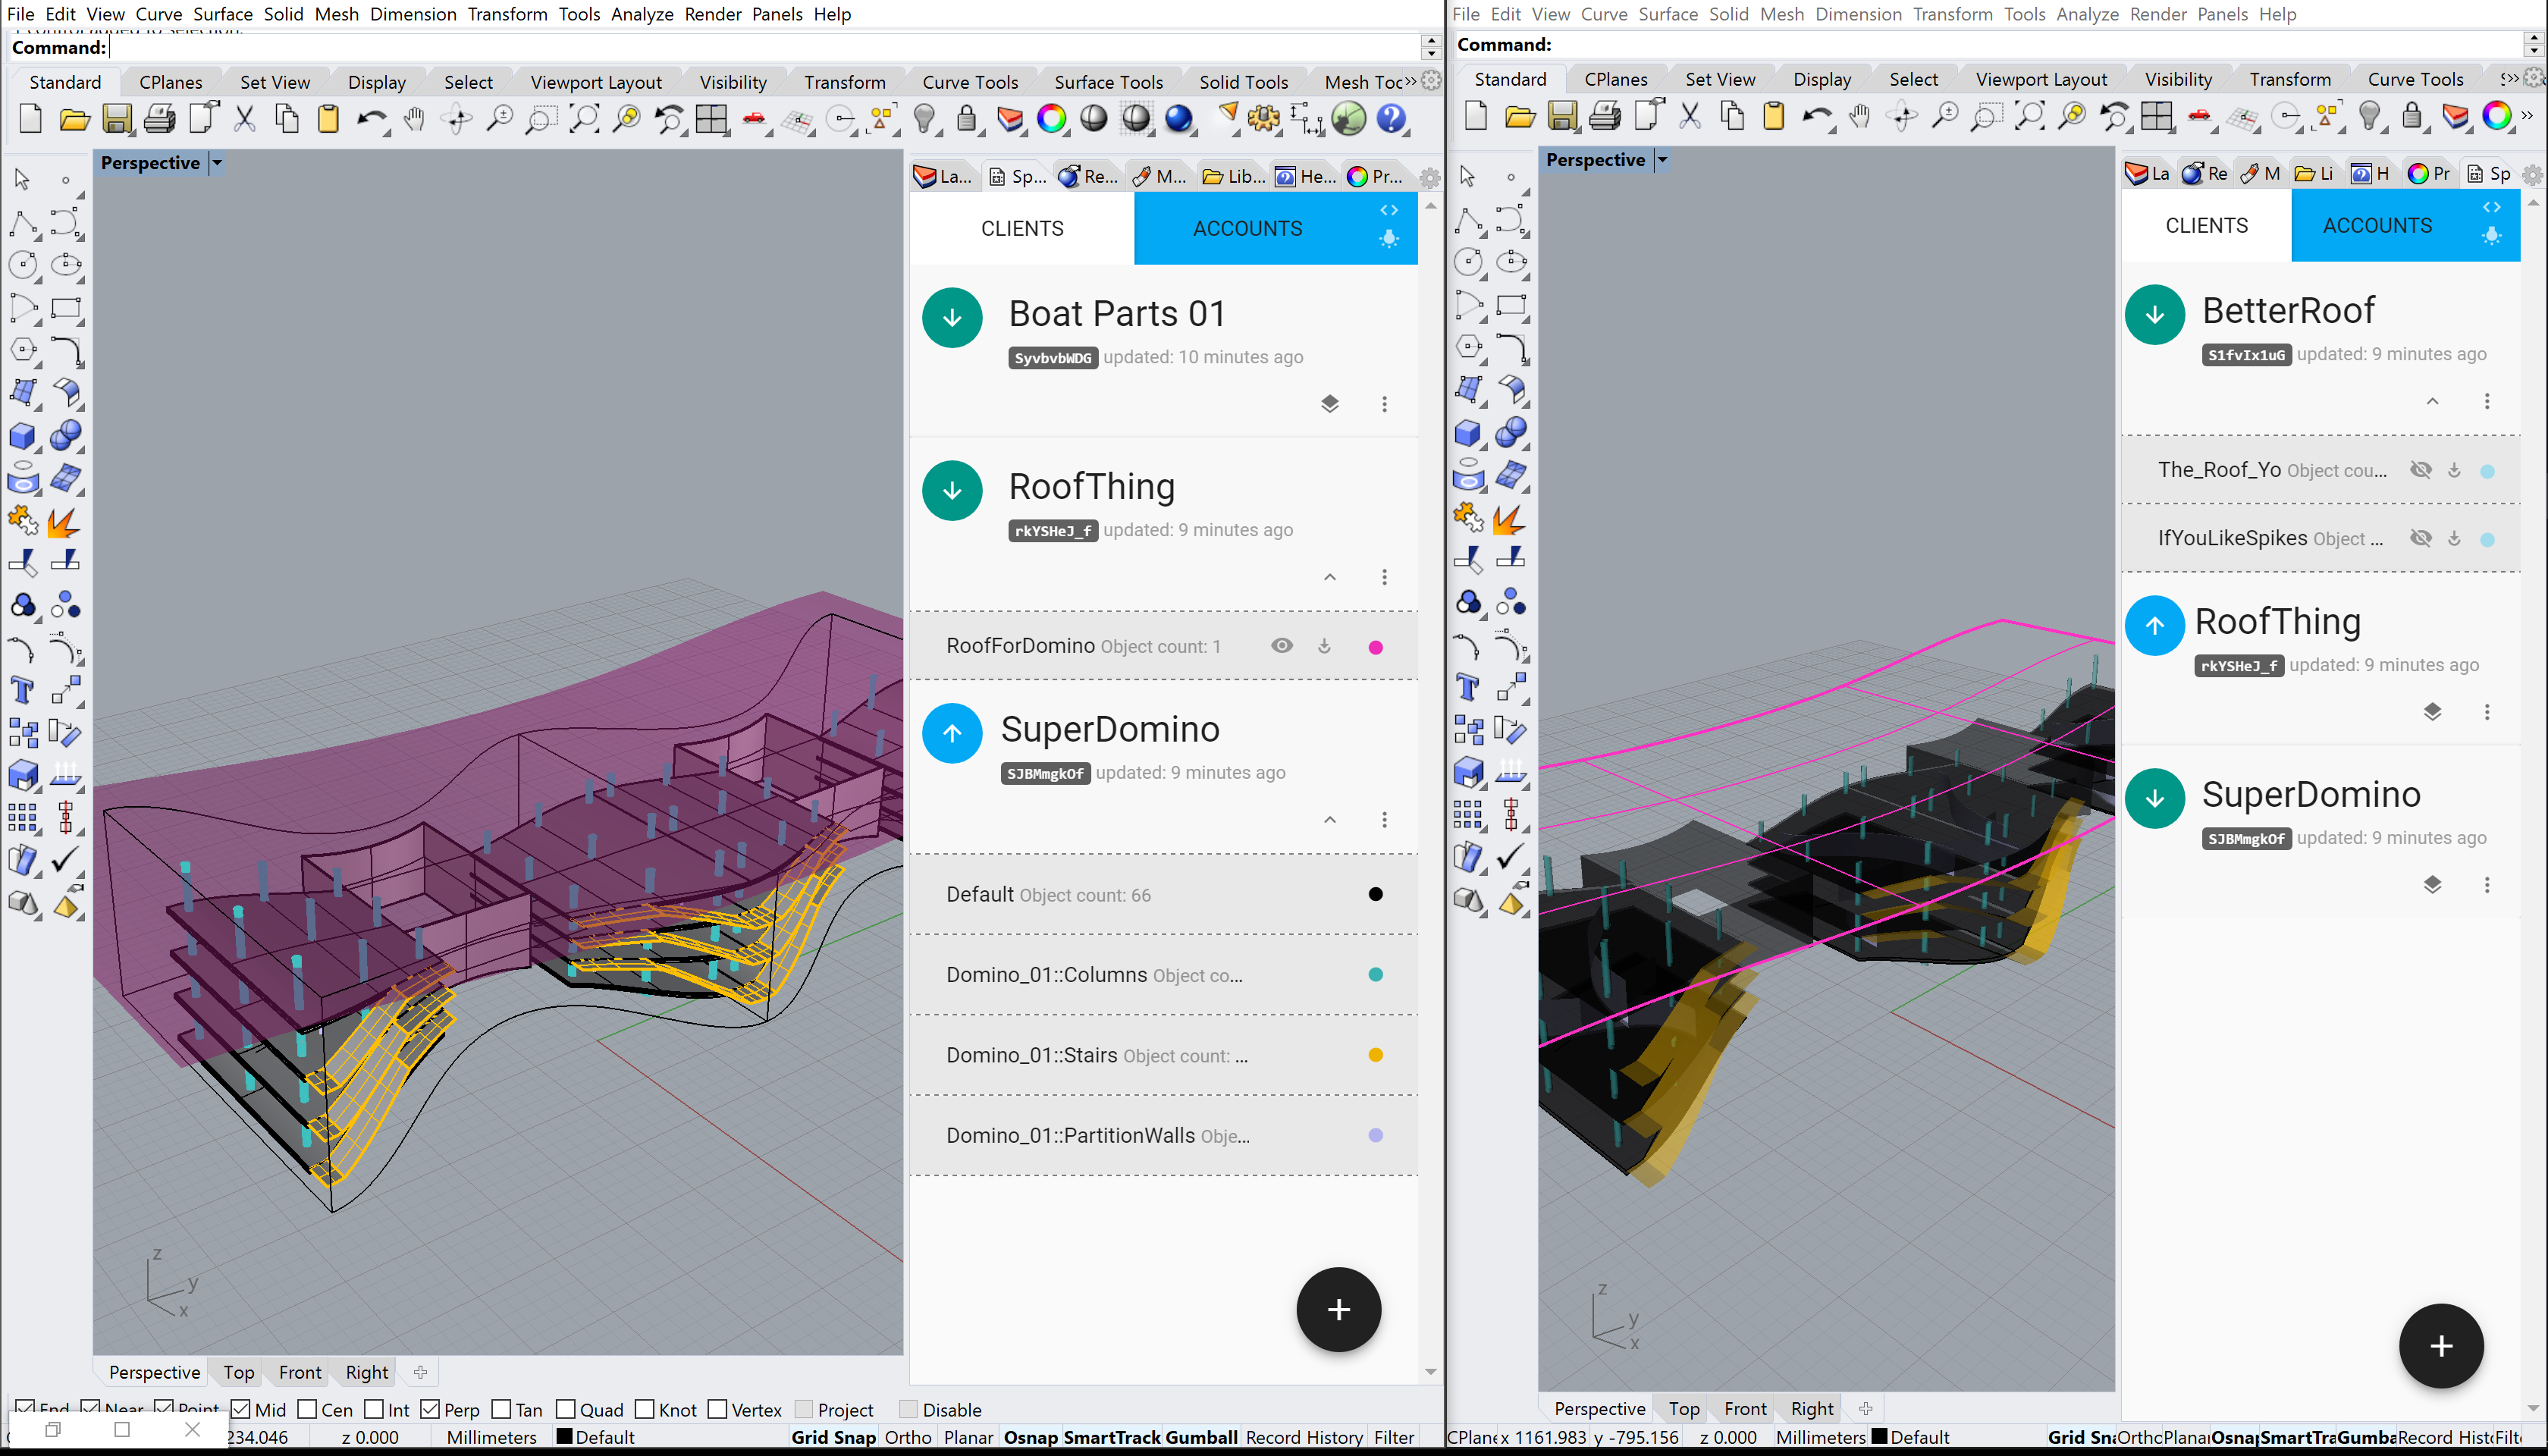 File Edit View Curve Surface Solid Mesh Dimension Transform Tools Analyze Render Panels Help
Command:
Standard CPlanes Set View Display Select Viewport Layout Visibility Transform Curve Tools Surface Tools Solid Tools Mesh Toc
Perspective
La... Sp... Re... M... Lib... He... Pr...
CLIENTS ACCOUNTS
Boat Parts 01
SyvbvbWDG updated: 10 minutes ago
RoofThing
rkYSHeJ_f updated: 9 minutes ago
RoofForDomino Object count: 1
SuperDomino
SJBMmgkOf updated: 9 minutes ago
Default Object count: 66
Domino_01::Columns Object co...
Domino_01::Stairs Object count: ...
Domino_01::PartitionWalls Obje...
z
y
x
+
Perspective Top Front Right
End Near Point Mid Cen Int Perp Tan Quad Knot Vertex Project Disable
234.046 z 0.000 Millimeters Default Grid Snap Ortho Planar Osnap SmartTrack Gumball Record History Filter
File Edit View Curve Surface Solid Mesh Dimension Transform Tools Analyze Render Panels Help
Command:
Standard CPlanes Set View Display Select Viewport Layout Visibility Transform Curve Tools
Perspective
La Re M Li H Pr Sp
CLIENTS ACCOUNTS
BetterRoof
S1fvIx1uG updated: 9 minutes ago
The_Roof_Yo Object cou...
IfYouLikeSpikes Object ...
RoofThing
rkYSHeJ_f updated: 9 minutes ago
SuperDomino
SJBMmgkOf updated: 9 minutes ago
z
y
x
+
Perspective Top Front Right
CPlane x 1161.983 y -795.156 z 0.000 Millimeters Default Grid Sna Ortho Planar Osnap SmartTra Gumba Record Histo Filt